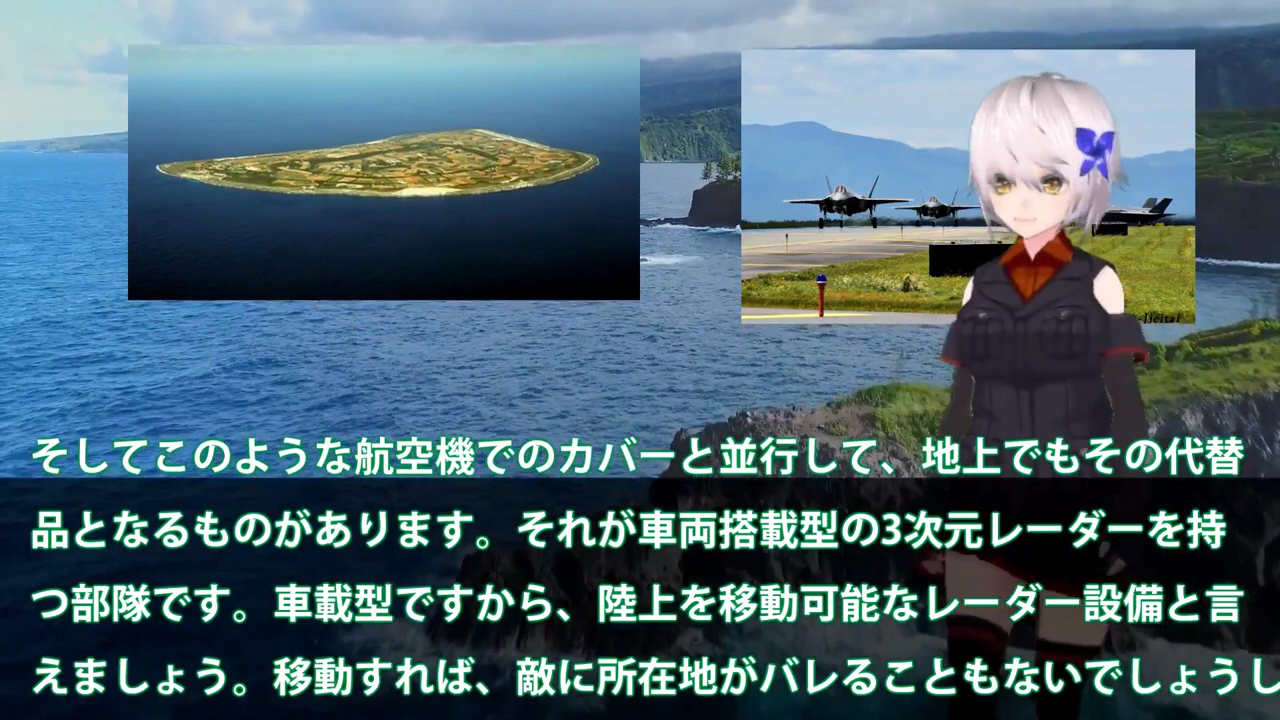 そしてこのような航空機でのカバーと並行して、地上でもその代替
品となるものがあります。それが車両搭載型の3次元レーダーを持
つ部隊です。車載型ですから、陸上を移動可能なレーダー設備と言
えましょう。移動すれば、敵に所在地がバレることもないでしょうし